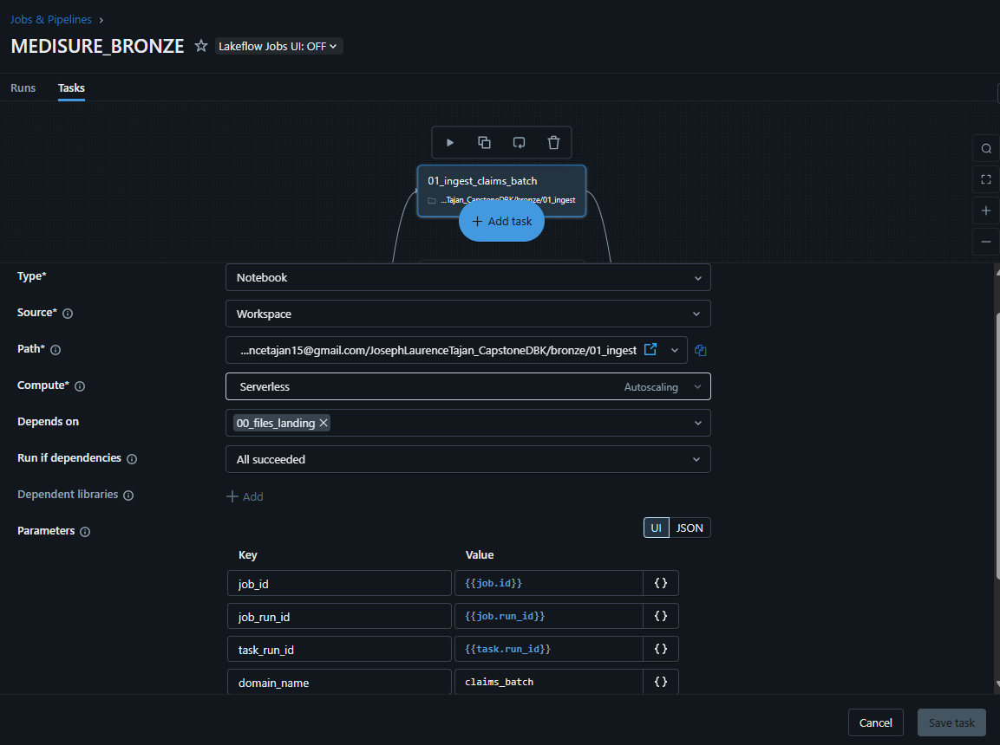 Jobs & Pipelines ›
MEDISURE_BRONZE Lakeflow Jobs UI: OFF
Runs Tasks
01_ingest_claims_batch
...Tajan_CapstoneDBK/bronze/01_ingest
+ Add task
Type* Notebook
Source* Workspace
Path* ...ncetajan15@gmail.com/JosephLaurenceTajan_CapstoneDBK/bronze/01_ingest
Compute* Serverless Autoscaling
Depends on 00_files_landing
Run if dependencies All succeeded
Dependent libraries + Add
Parameters UI JSON
Key Value
job_id {{job.id}} {}
job_run_id {{job.run_id}} {}
task_run_id {{task.run_id}} {}
domain_name claims_batch {}
Cancel Save task